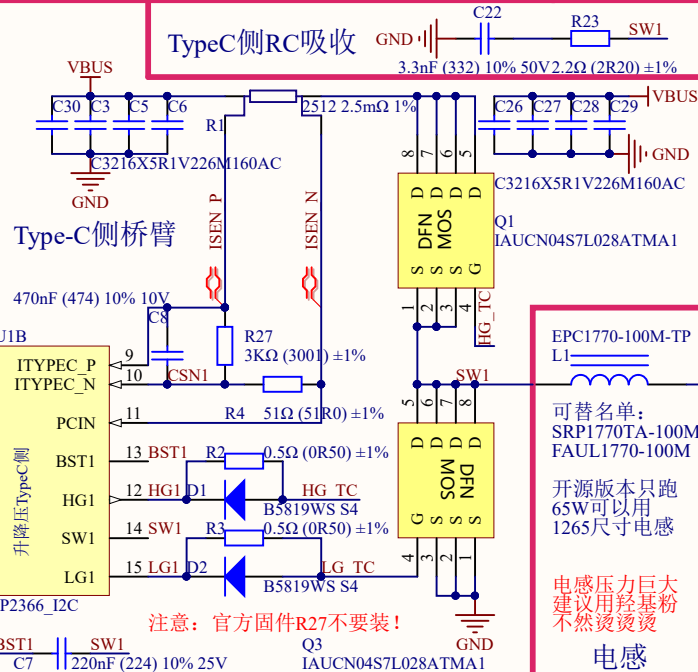 TypeC侧RC吸收
GND
C22
R23
SW1
3.3nF (332) 10% 50V
2.2Ω (2R20) ±1%
VBUS
C30
C3
C5
C6
R1
2512 2.5mΩ 1%
C26
C27
C28
C29
VBUS
GND
C3216X5R1V226M160AC
GND
C3216X5R1V226M160AC
8
7
6
5
D
D
D
D
DFN
MOS
S
S
S
G
1
2
3
4
Q1
IAUCN04S7L028ATMA1
HG_TC
Type-C侧桥臂
ISEN_P
ISEN_N
470nF (474) 10% 10V
C8
R27
3KΩ (3001) ±1%
U1B
ITYPEC_P
9
ITYPEC_N
10
CSN1
PCIN
11
R4
51Ω (51R0) ±1%
BST1
13
BST1
R2
0.5Ω (0R50) ±1%
HG1
12
HG1
D1
HG_TC
B5819WS S4
SW1
14
SW1
R3
0.5Ω (0R50) ±1%
LG1
15
LG1
D2
LG_TC
B5819WS S4
升降压TypeC侧
P2366_I2C
SW1
5
6
7
8
D
D
D
D
DFN
MOS
G
S
S
S
4
3
2
1
GND
Q3
IAUCN04S7L028ATMA1
注意：官方固件R27不要装！
BST1
SW1
C7
220nF (224) 10% 25V
EPC1770-100M-TP
L1
可替名单：
SRP1770TA-100M
FAUL1770-100M
开源版本只跑
65W可以用
1265尺寸电感
电感压力巨大
建议用羟基粉
不然烫烫烫
电感